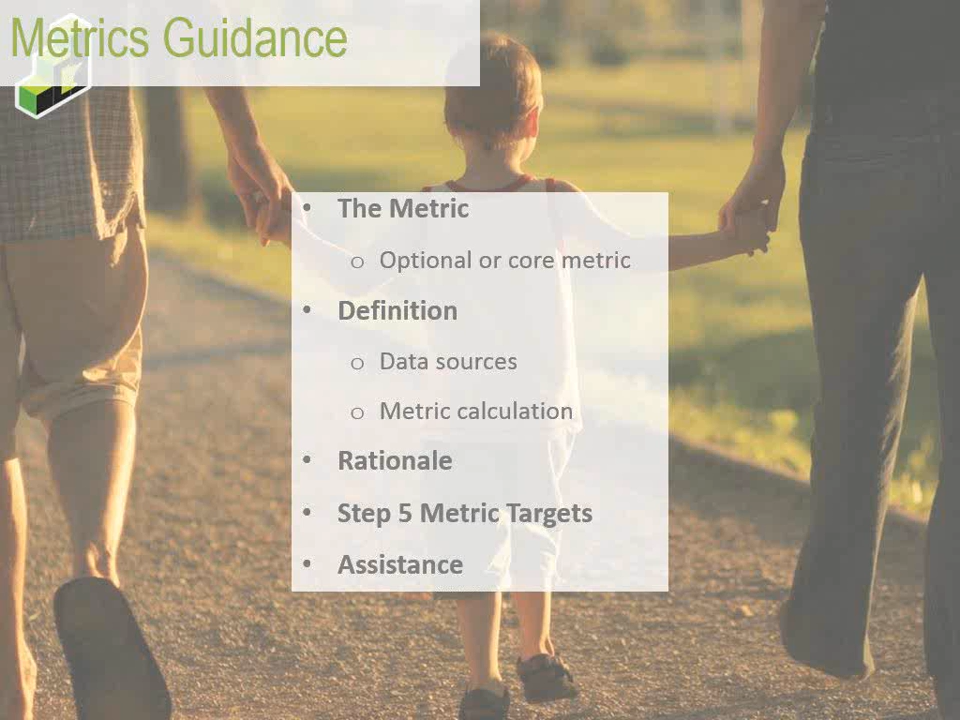 Metrics Guidance
• The Metric
o Optional or core metric
• Definition
o Data sources
o Metric calculation
• Rationale
• Step 5 Metric Targets
• Assistance